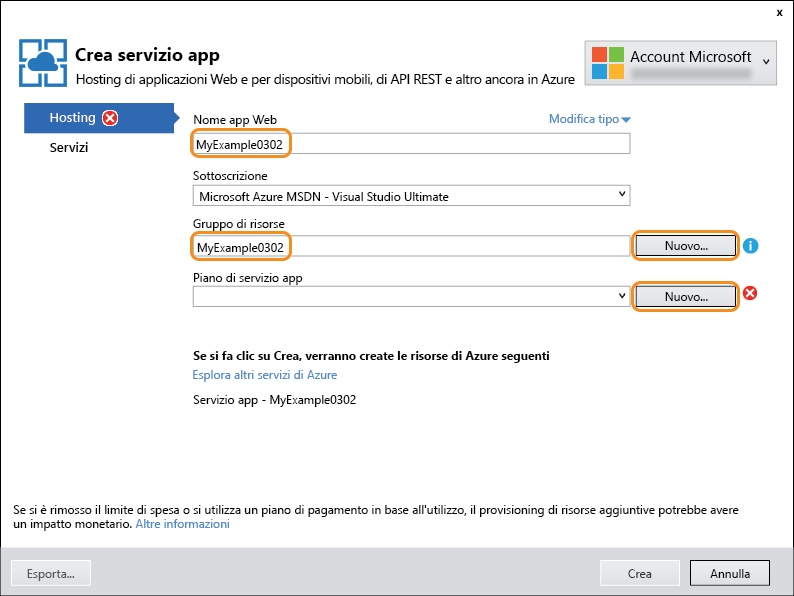 x
Crea servizio app
Hosting di applicazioni Web e per dispositivi mobili, di API REST e altro ancora in Azure
Account Microsoft
Hosting
Servizi
Nome app Web
Modifica tipo
MyExample0302
Sottoscrizione
Microsoft Azure MSDN - Visual Studio Ultimate
Gruppo di risorse
MyExample0302
Nuovo...
Piano di servizio app
Nuovo...
Se si fa clic su Crea, verranno create le risorse di Azure seguenti
Esplora altri servizi di Azure
Servizio app - MyExample0302
Se si è rimosso il limite di spesa o si utilizza un piano di pagamento in base all'utilizzo, il provisioning di risorse aggiuntive potrebbe avere
un impatto monetario. Altre informazioni
Esporta...
Crea
Annulla